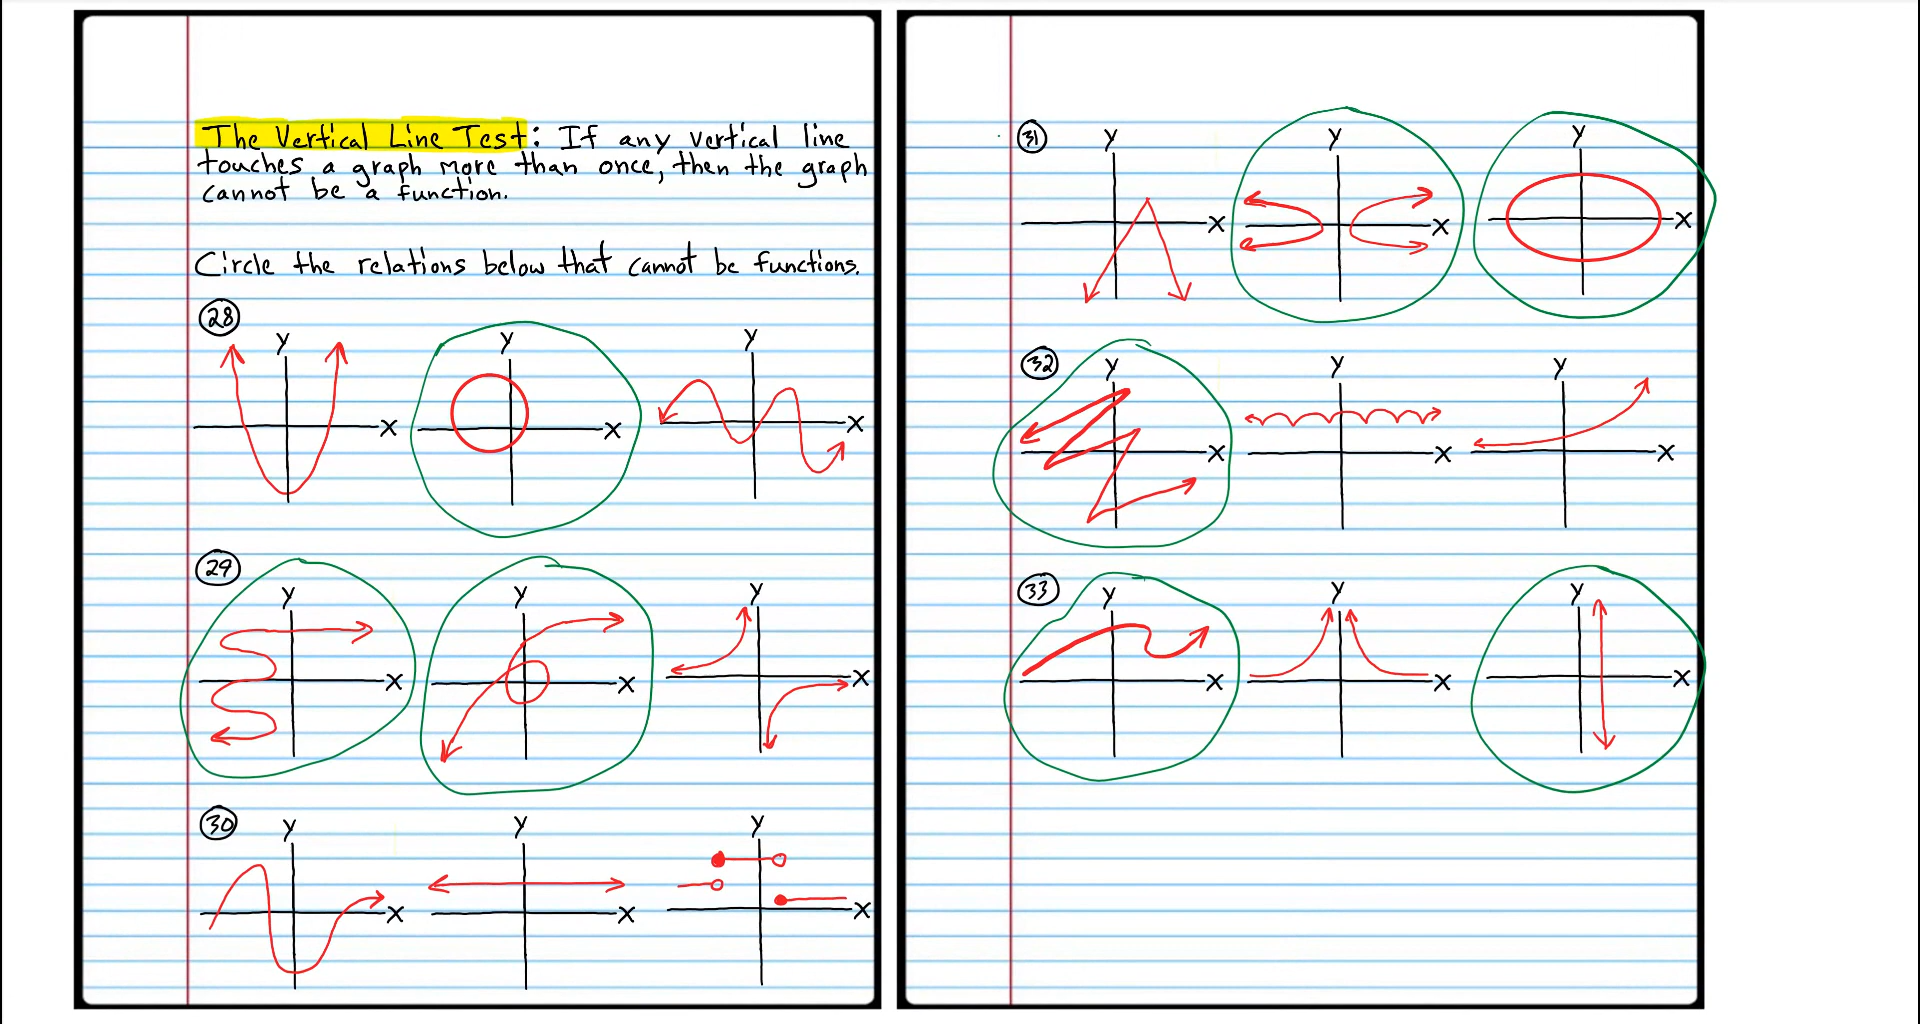 The Vertical Line Test: If any vertical line
touches a graph more than once, then the graph
cannot be a function.
Circle the relations below that cannot be functions.
28
y
x
y
x
y
x
29
y
x
y
x
y
x
30
y
x
y
x
y
x
31
y
x
y
x
y
x
32
y
x
y
x
y
x
33
y
x
y
x
y
x